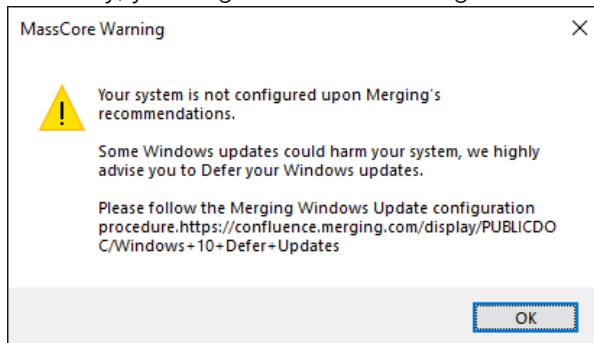 MassCore Warning
Your system is not configured upon Merging's
recommendations.
Some Windows updates could harm your system, we highly
advise you to Defer your Windows updates.
Please follow the Merging Windows Update configuration
procedure.https://confluence.merging.com/display/PUBLICDO
C/Windows+10+Defer+Updates
OK